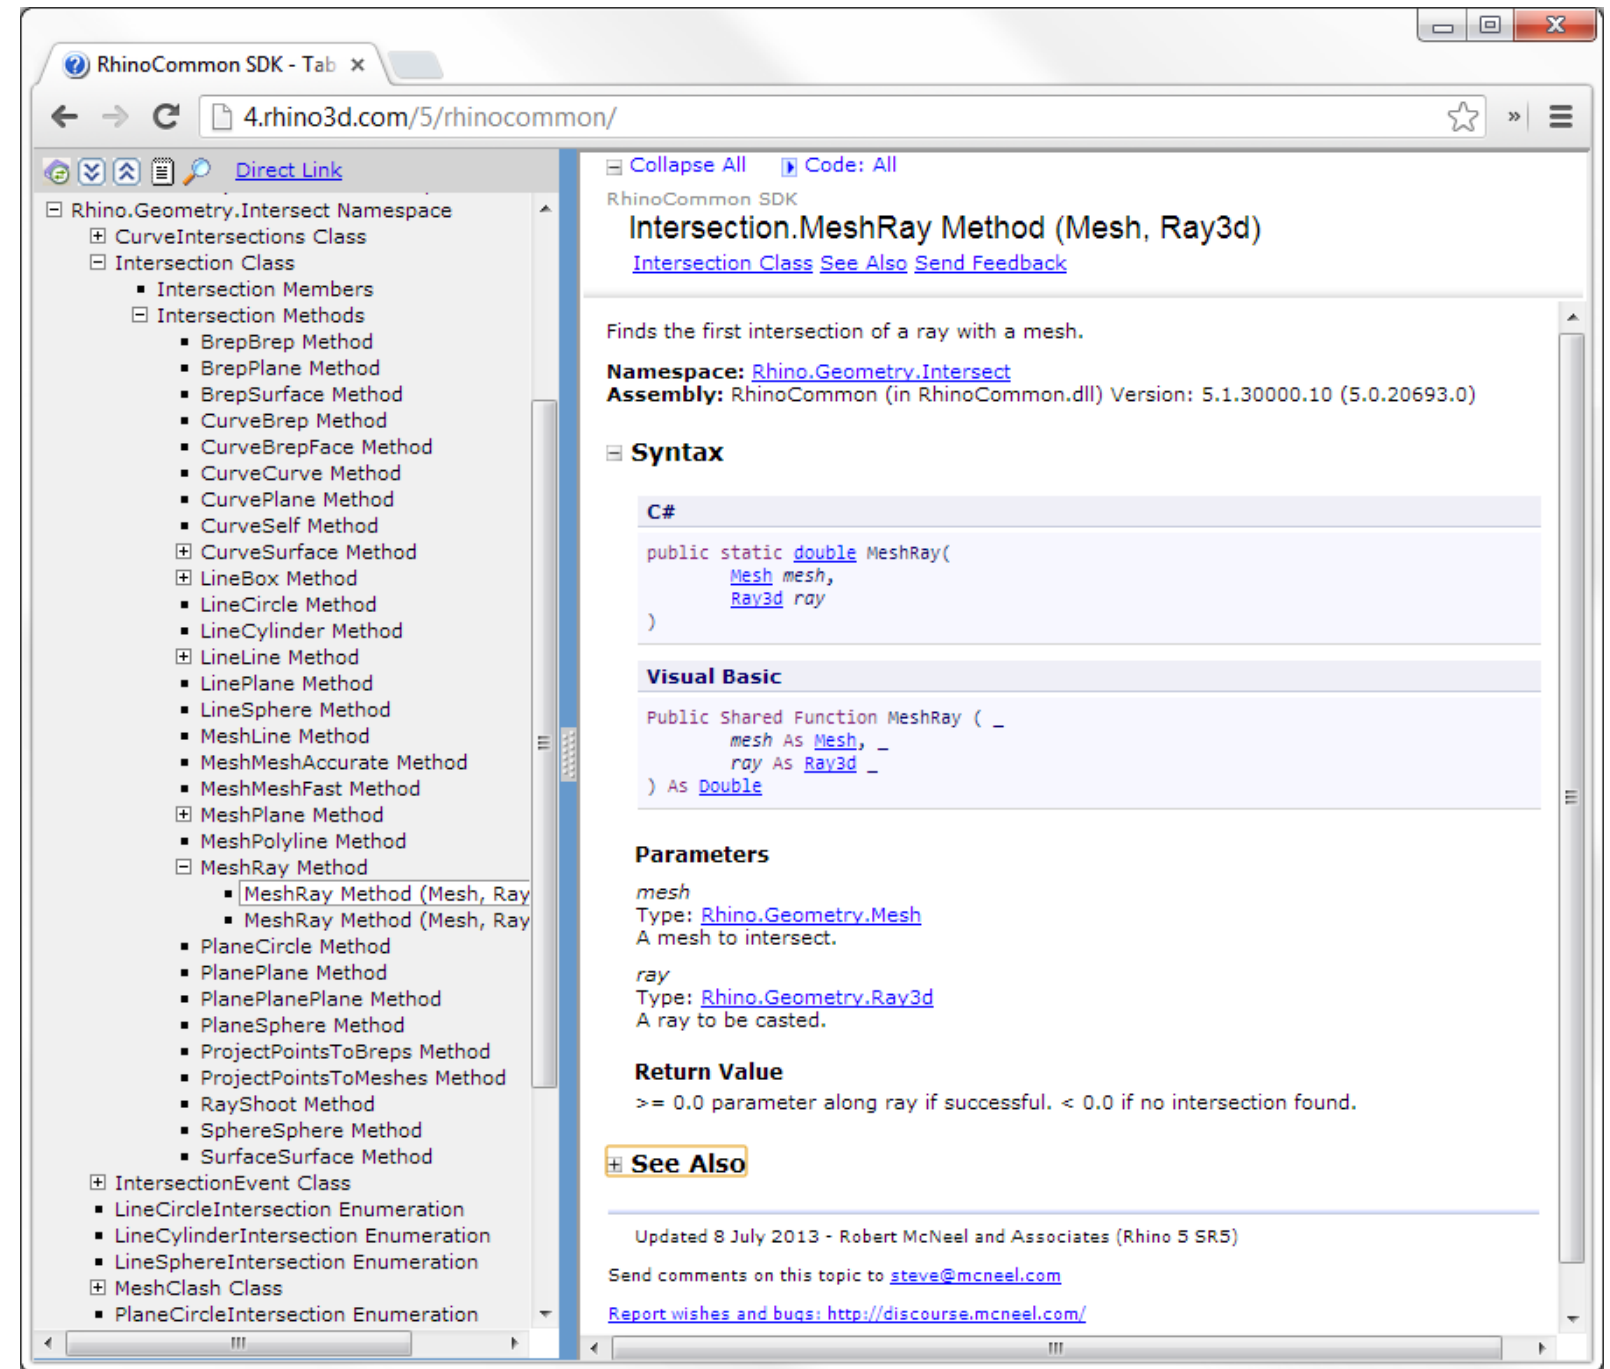 RhinoCommon SDK - Tab
4.rhino3d.com/5/rhinocommon/
Direct Link
Rhino.Geometry.Intersect Namespace
CurveIntersections Class
Intersection Class
Intersection Members
Intersection Methods
BrepBrep Method
BrepPlane Method
BrepSurface Method
CurveBrep Method
CurveBrepFace Method
CurveCurve Method
CurvePlane Method
CurveSelf Method
CurveSurface Method
LineBox Method
LineCircle Method
LineCylinder Method
LineLine Method
LinePlane Method
LineSphere Method
MeshLine Method
MeshMeshAccurate Method
MeshMeshFast Method
MeshPlane Method
MeshPolyline Method
MeshRay Method
MeshRay Method (Mesh, Ray
MeshRay Method (Mesh, Ray
PlaneCircle Method
PlanePlane Method
PlanePlanePlane Method
PlaneSphere Method
ProjectPointsToBreps Method
ProjectPointsToMeshes Method
RayShoot Method
SphereSphere Method
SurfaceSurface Method
IntersectionEvent Class
LineCircleIntersection Enumeration
LineCylinderIntersection Enumeration
LineSphereIntersection Enumeration
MeshClash Class
PlaneCircleIntersection Enumeration
Collapse All Code: All
RhinoCommon SDK
Intersection.MeshRay Method (Mesh, Ray3d)
Intersection Class See Also Send Feedback
Finds the first intersection of a ray with a mesh.
Namespace: Rhino.Geometry.Intersect
Assembly: RhinoCommon (in RhinoCommon.dll) Version: 5.1.30000.10 (5.0.20693.0)
Syntax
C#
public static double MeshRay(
Mesh mesh,
Ray3d ray
)
Visual Basic
Public Shared Function MeshRay ( _
mesh As Mesh, _
ray As Ray3d _
) As Double
Parameters
mesh
Type: Rhino.Geometry.Mesh
A mesh to intersect.
ray
Type: Rhino.Geometry.Ray3d
A ray to be casted.
Return Value
>= 0.0 parameter along ray if successful. < 0.0 if no intersection found.
See Also
Updated 8 July 2013 - Robert McNeel and Associates (Rhino 5 SR5)
Send comments on this topic to steve@mcneel.com
Report wishes and bugs: http://discourse.mcneel.com/